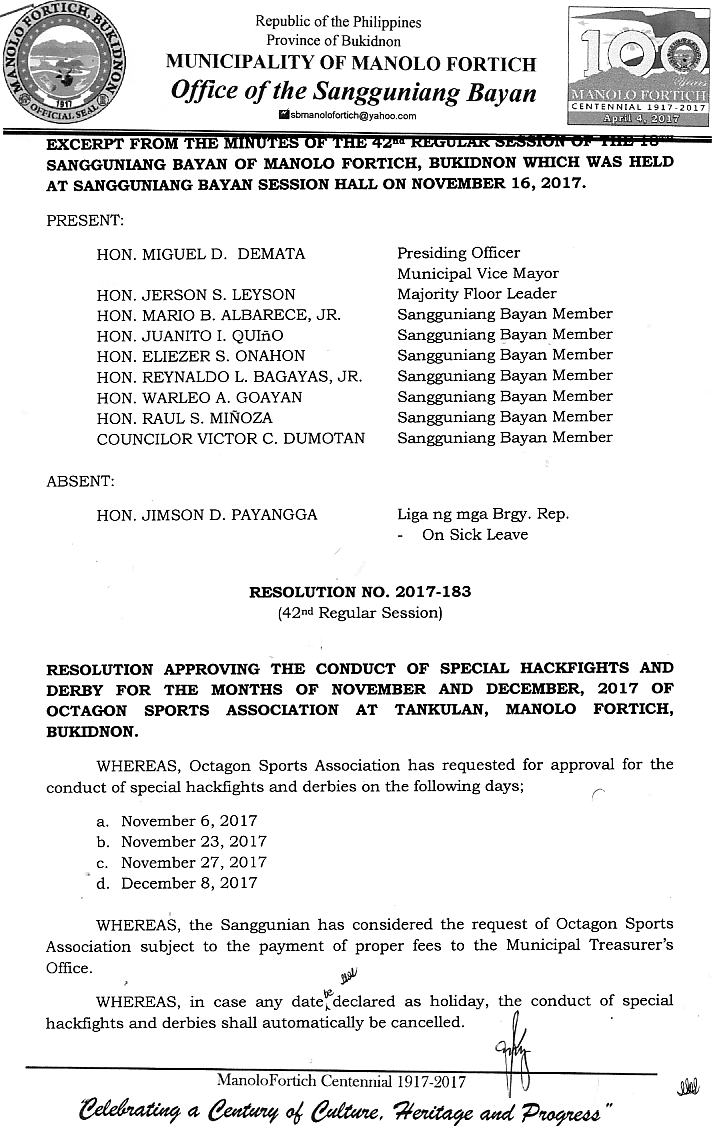 MANOLO FORTICH, BUKIDNON
1917
OFFICIAL SEAL
Republic of the Philippines
Province of Bukidnon
MUNICIPALITY OF MANOLO FORTICH
Office of the Sangguniang Bayan
sbmanolofortich@yahoo.com
100
Years
MANOLO FORTICH
CENTENNIAL 1917-2017
April 4, 2017
EXCERPT FROM THE MINUTES OF THE 42nd REGULAR SESSION OF THE 18TH
SANGGUNIANG BAYAN OF MANOLO FORTICH, BUKIDNON WHICH WAS HELD
AT SANGGUNIANG BAYAN SESSION HALL ON NOVEMBER 16, 2017.
PRESENT:
HON. MIGUEL D. DEMATA Presiding Officer
Municipal Vice Mayor
HON. JERSON S. LEYSON Majority Floor Leader
HON. MARIO B. ALBARECE, JR. Sangguniang Bayan Member
HON. JUANITO I. QUIñO Sangguniang Bayan Member
HON. ELIEZER S. ONAHON Sangguniang Bayan Member
HON. REYNALDO L. BAGAYAS, JR. Sangguniang Bayan Member
HON. WARLEO A. GOAYAN Sangguniang Bayan Member
HON. RAUL S. MIÑOZA Sangguniang Bayan Member
COUNCILOR VICTOR C. DUMOTAN Sangguniang Bayan Member
ABSENT:
HON. JIMSON D. PAYANGGA Liga ng mga Brgy. Rep.
- On Sick Leave
RESOLUTION NO. 2017-183
(42nd Regular Session)
RESOLUTION APPROVING THE CONDUCT OF SPECIAL HACKFIGHTS AND
DERBY FOR THE MONTHS OF NOVEMBER AND DECEMBER, 2017 OF
OCTAGON SPORTS ASSOCIATION AT TANKULAN, MANOLO FORTICH,
BUKIDNON.
WHEREAS, Octagon Sports Association has requested for approval for the
conduct of special hackfights and derbies on the following days;
a. November 6, 2017
b. November 23, 2017
c. November 27, 2017
d. December 8, 2017
WHEREAS, the Sanggunian has considered the request of Octagon Sports
Association subject to the payment of proper fees to the Municipal Treasurer's
Office.
WHEREAS, in case any date be declared as holiday, the conduct of special
hackfights and derbies shall automatically be cancelled.
ManoloFortich Centennial 1917-2017
"Celebrating a Century of Culture, Heritage and Progress"